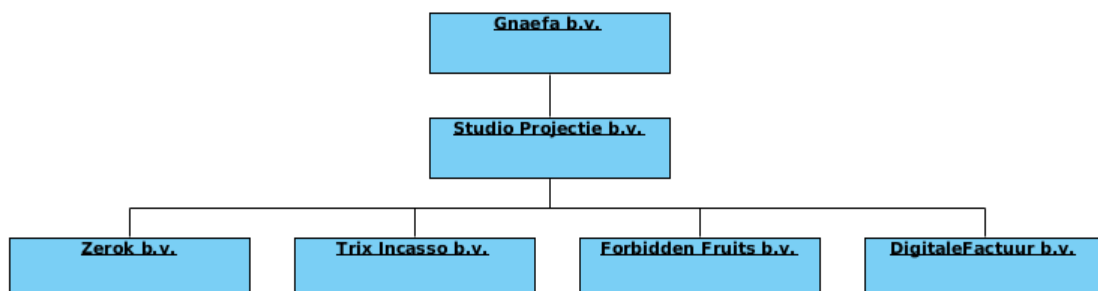 Gnaefa b.v.
Studio Projectie b.v.
Zerok b.v.
Trix Incasso b.v.
Forbidden Fruits b.v.
DigitaleFactuur b.v.